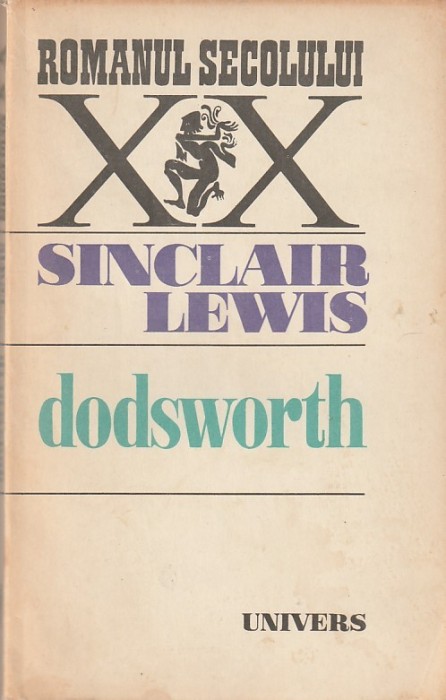 ROMANUL SECOLULUI
XX
SINCLAIR
LEWIS
dodsworth
UNIVERS